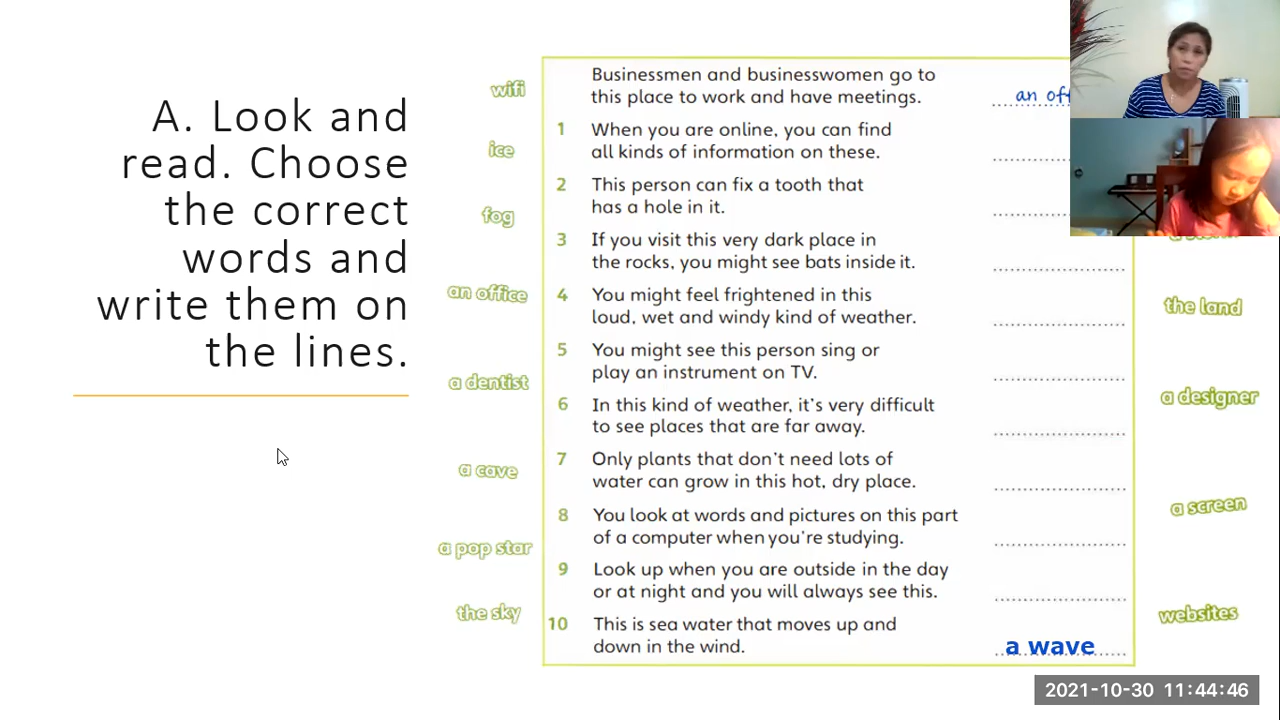 A. Look and
read. Choose
the correct
words and
write them on
the lines.
wifi
ice
fog
an office
a dentist
a cave
a pop star
the sky
Businessmen and businesswomen go to
this place to work and have meetings.
an off
1 When you are online, you can find
all kinds of information on these.
2 This person can fix a tooth that
has a hole in it.
3 If you visit this very dark place in
the rocks, you might see bats inside it.
4 You might feel frightened in this
loud, wet and windy kind of weather.
5 You might see this person sing or
play an instrument on TV.
6 In this kind of weather, it's very difficult
to see places that are far away.
7 Only plants that don't need lots of
water can grow in this hot, dry place.
8 You look at words and pictures on this part
of a computer when you're studying.
9 Look up when you are outside in the day
or at night and you will always see this.
10 This is sea water that moves up and
down in the wind.
a wave
the land
a designer
a screen
websites
2021-10-30 11:44:46